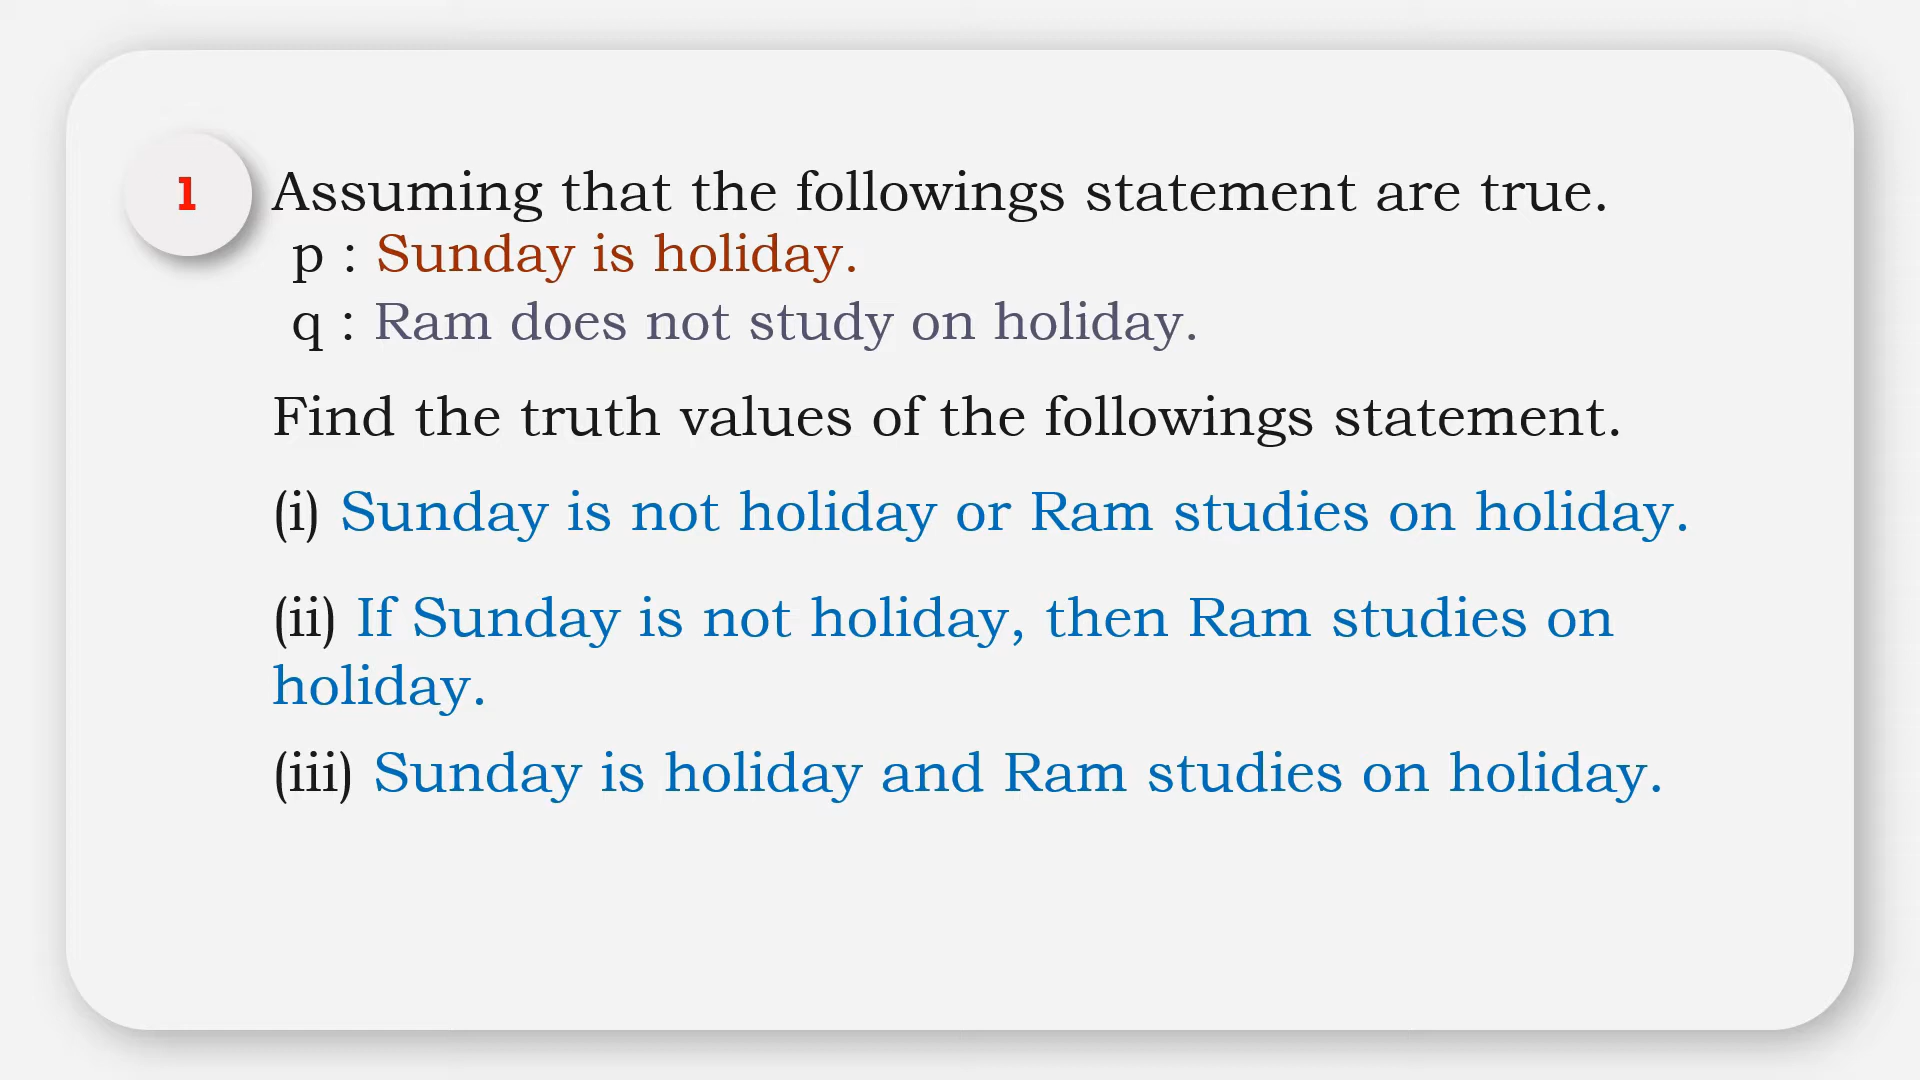 1
Assuming that the followings statement are true.
p : Sunday is holiday.
q : Ram does not study on holiday.
Find the truth values of the followings statement.
(i) Sunday is not holiday or Ram studies on holiday.
(ii) If Sunday is not holiday, then Ram studies on
holiday.
(iii) Sunday is holiday and Ram studies on holiday.